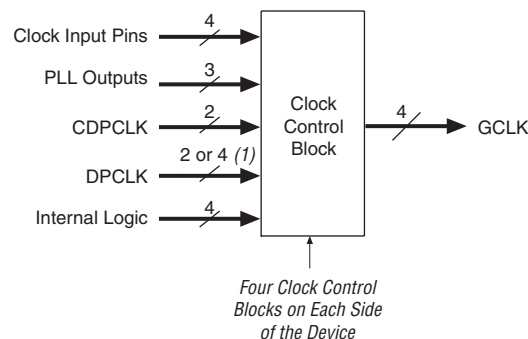 Clock Input Pins
4
PLL Outputs
3
CDPCLK
2
DPCLK
2 or 4 (1)
Internal Logic
4
Clock
Control
Block
4
GCLK
Four Clock Control
Blocks on Each Side
of the Device